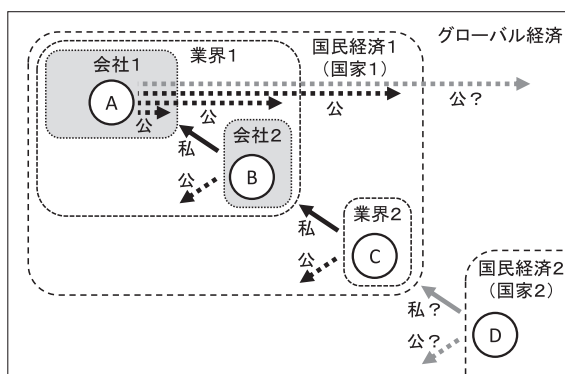 グローバル経済
国民経済1
(国家1)
業界1
会社1
A
公?
公
公
公
私
会社2
公
B
業界2
私
公
C
国民経済2
(国家2)
私?
公?
D